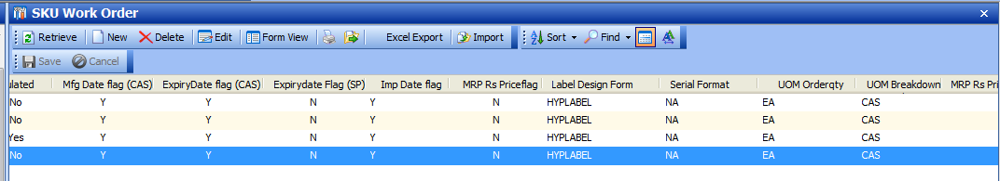 SKU Work Order
Retrieve New Delete Edit Form View Excel Export Import Sort Find
Save Cancel
ulated Mfg Date flag (CAS) ExpiryDate flag (CAS) Expirydate Flag (SP) Imp Date flag MRP Rs Priceflag Label Design Form Serial Format UOM Orderqty UOM Breakdown MRP Rs Pri
No Y Y N Y N HYPLABEL NA EA CAS
No Y Y N Y N HYPLABEL NA EA CAS
Yes Y Y N Y N HYPLABEL NA EA CAS
No Y Y N Y N HYPLABEL NA EA CAS